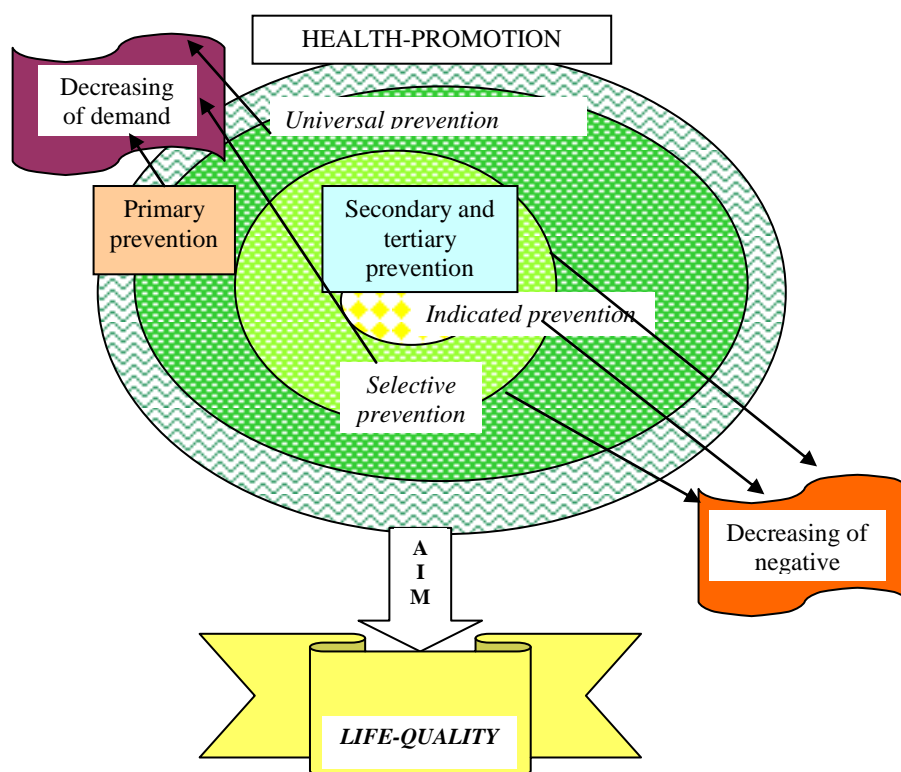 HEALTH-PROMOTION
Decreasing
of demand
Universal prevention
Primary
prevention
Secondary and
tertiary
prevention
Indicated prevention
Selective
prevention
Decreasing of
negative
A
I
M
LIFE-QUALITY